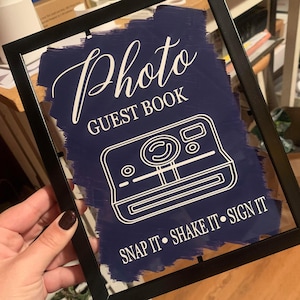 Photo
GUEST BOOK
SNAP IT • SHAKE IT • SIGN IT